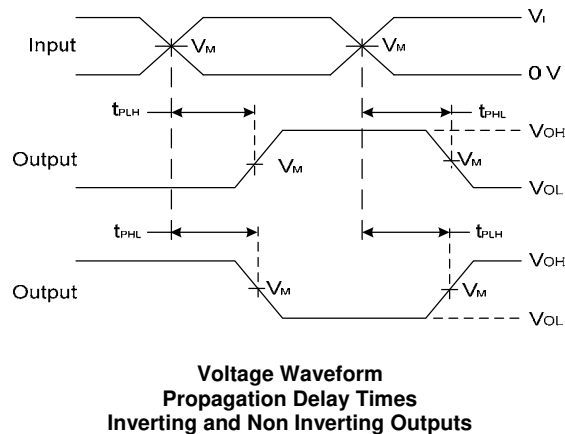 VI
Input
VM
VM
0 V
tPLH
tPHL
VOH
Output
VM
VM
VOL
tPHL
tPLH
VOH
Output
VM
VM
VOL
Voltage Waveform
Propagation Delay Times
Inverting and Non Inverting Outputs